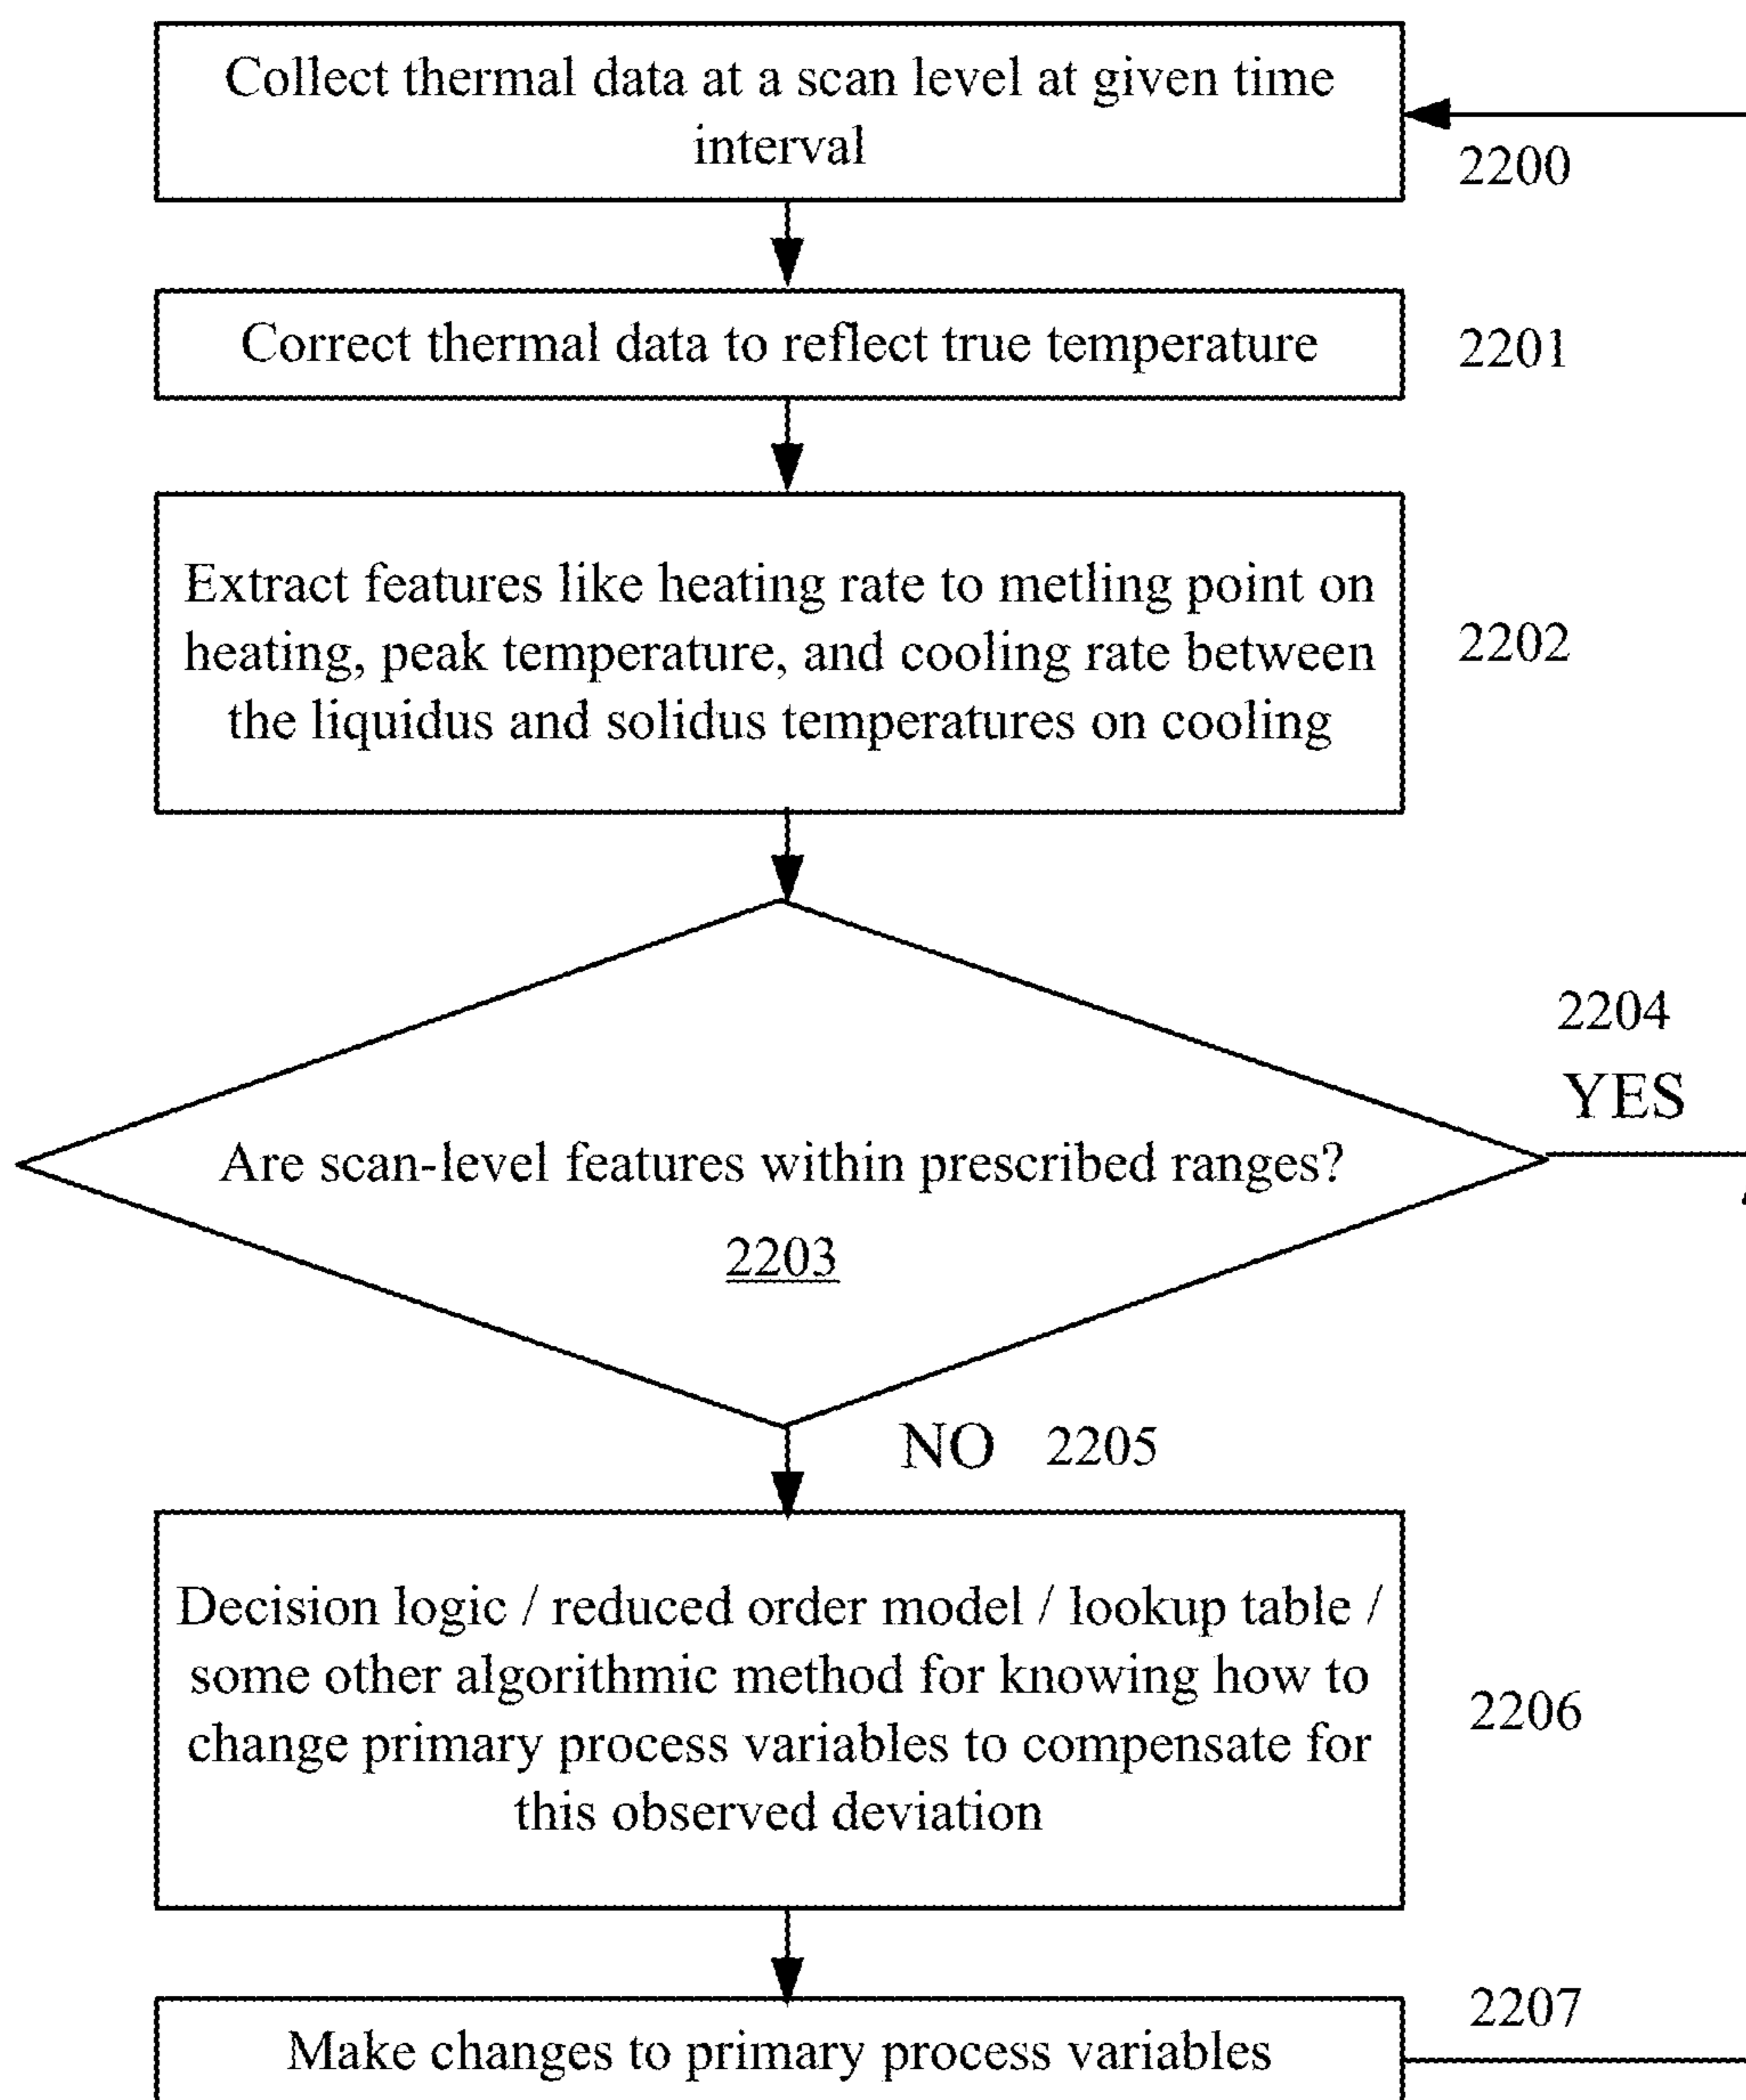 Collect thermal data at a scan level at given time
interval
2200
Correct thermal data to reflect true temperature
2201
Extract features like heating rate to metling point on
heating, peak temperature, and cooling rate between
the liquidus and solidus temperatures on cooling
2202
2204
YES
Are scan-level features within prescribed ranges?
2203
NO 2205
Decision logic / reduced order model / lookup table /
some other algorithmic method for knowing how to
change primary process variables to compensate for
this observed deviation
2206
2207
Make changes to primary process variables